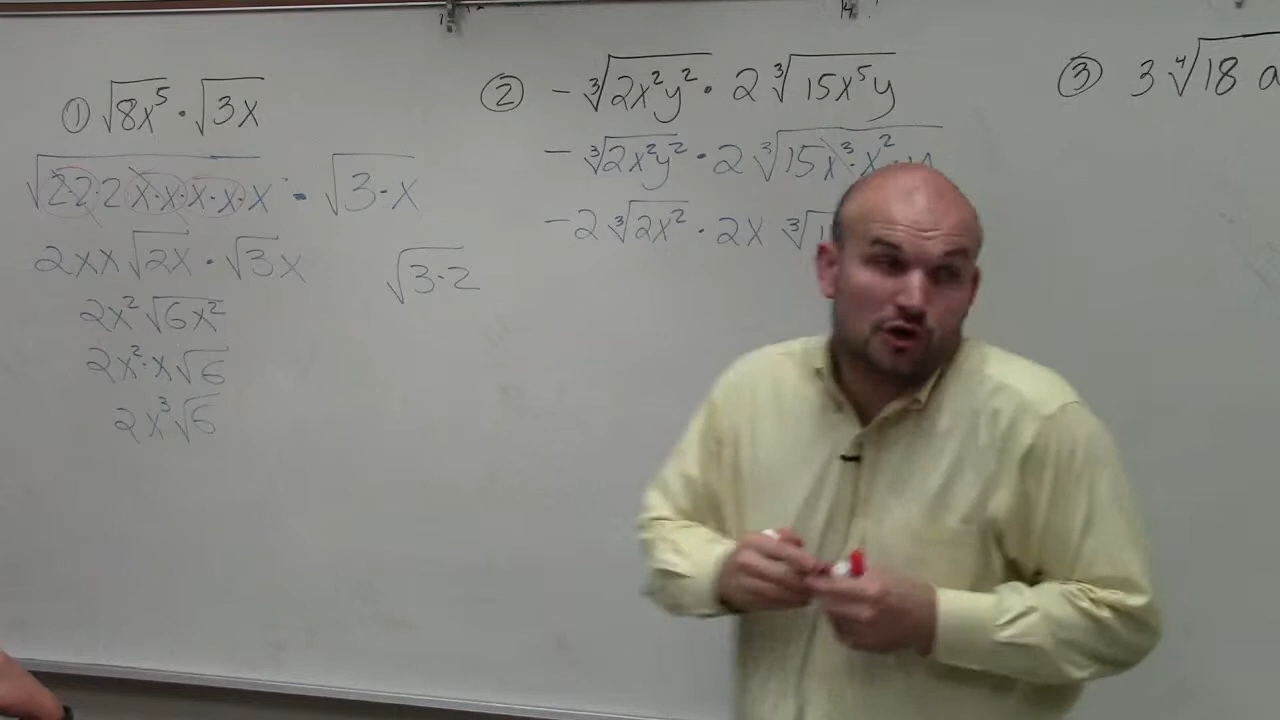 ① √8x⁵ · √3x
√2·2·2·x·x·x·x·x · √3·x
2xx√2x · √3x
√3·2
2x²√6x²
2x²·x√6
2x³√6
② -∛2x²y² · 2∛15x⁵y
-∛2x²y² · 2∛15x³·x²·y
-2∛2x² · 2x ∛
③ 3∜18 a